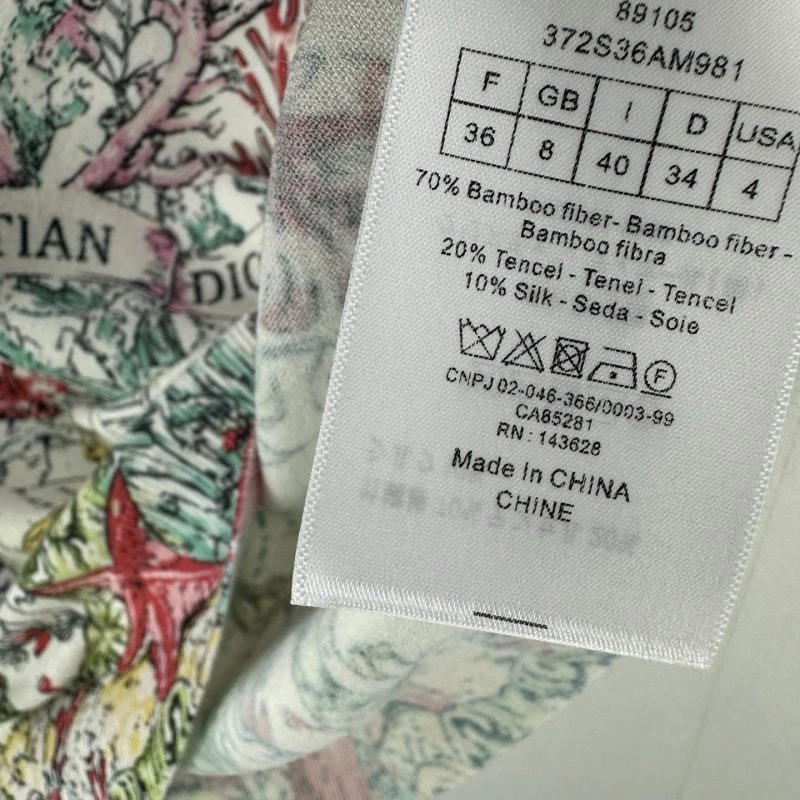 89105
372S36AM981
F GB I D USA
36 8 40 34 4
70% Bamboo fiber- Bamboo fiber -
Bamboo fibra
20% Tencel - Tenel - Tencel
10% Silk - Seda - Soie
F
CNPJ 02-046-366/0003-99
CA85281
RN : 143628
Made In CHINA
CHINE
TIAN
DIO